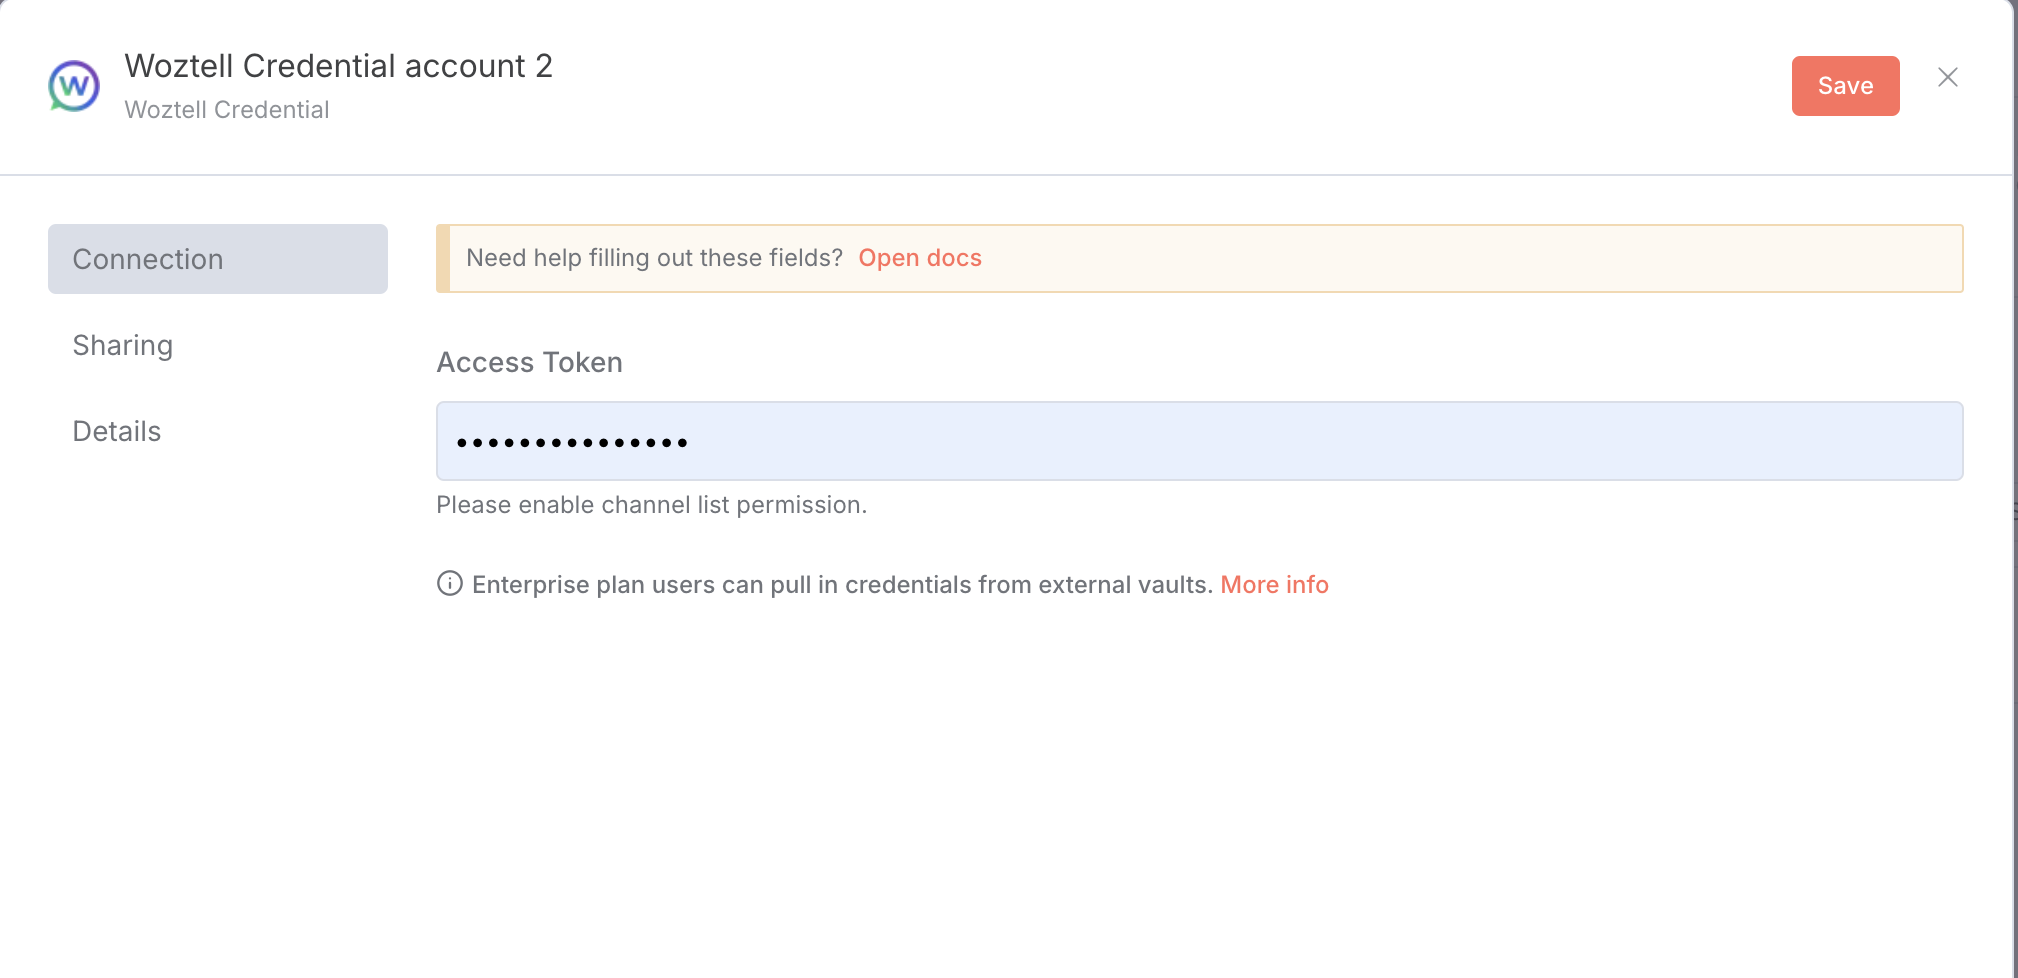 Woztell Credential account 2
Woztell Credential
Save
Connection
Sharing
Details
Need help filling out these fields? Open docs
Access Token
•••••••••••••••
Please enable channel list permission.
Enterprise plan users can pull in credentials from external vaults. More info